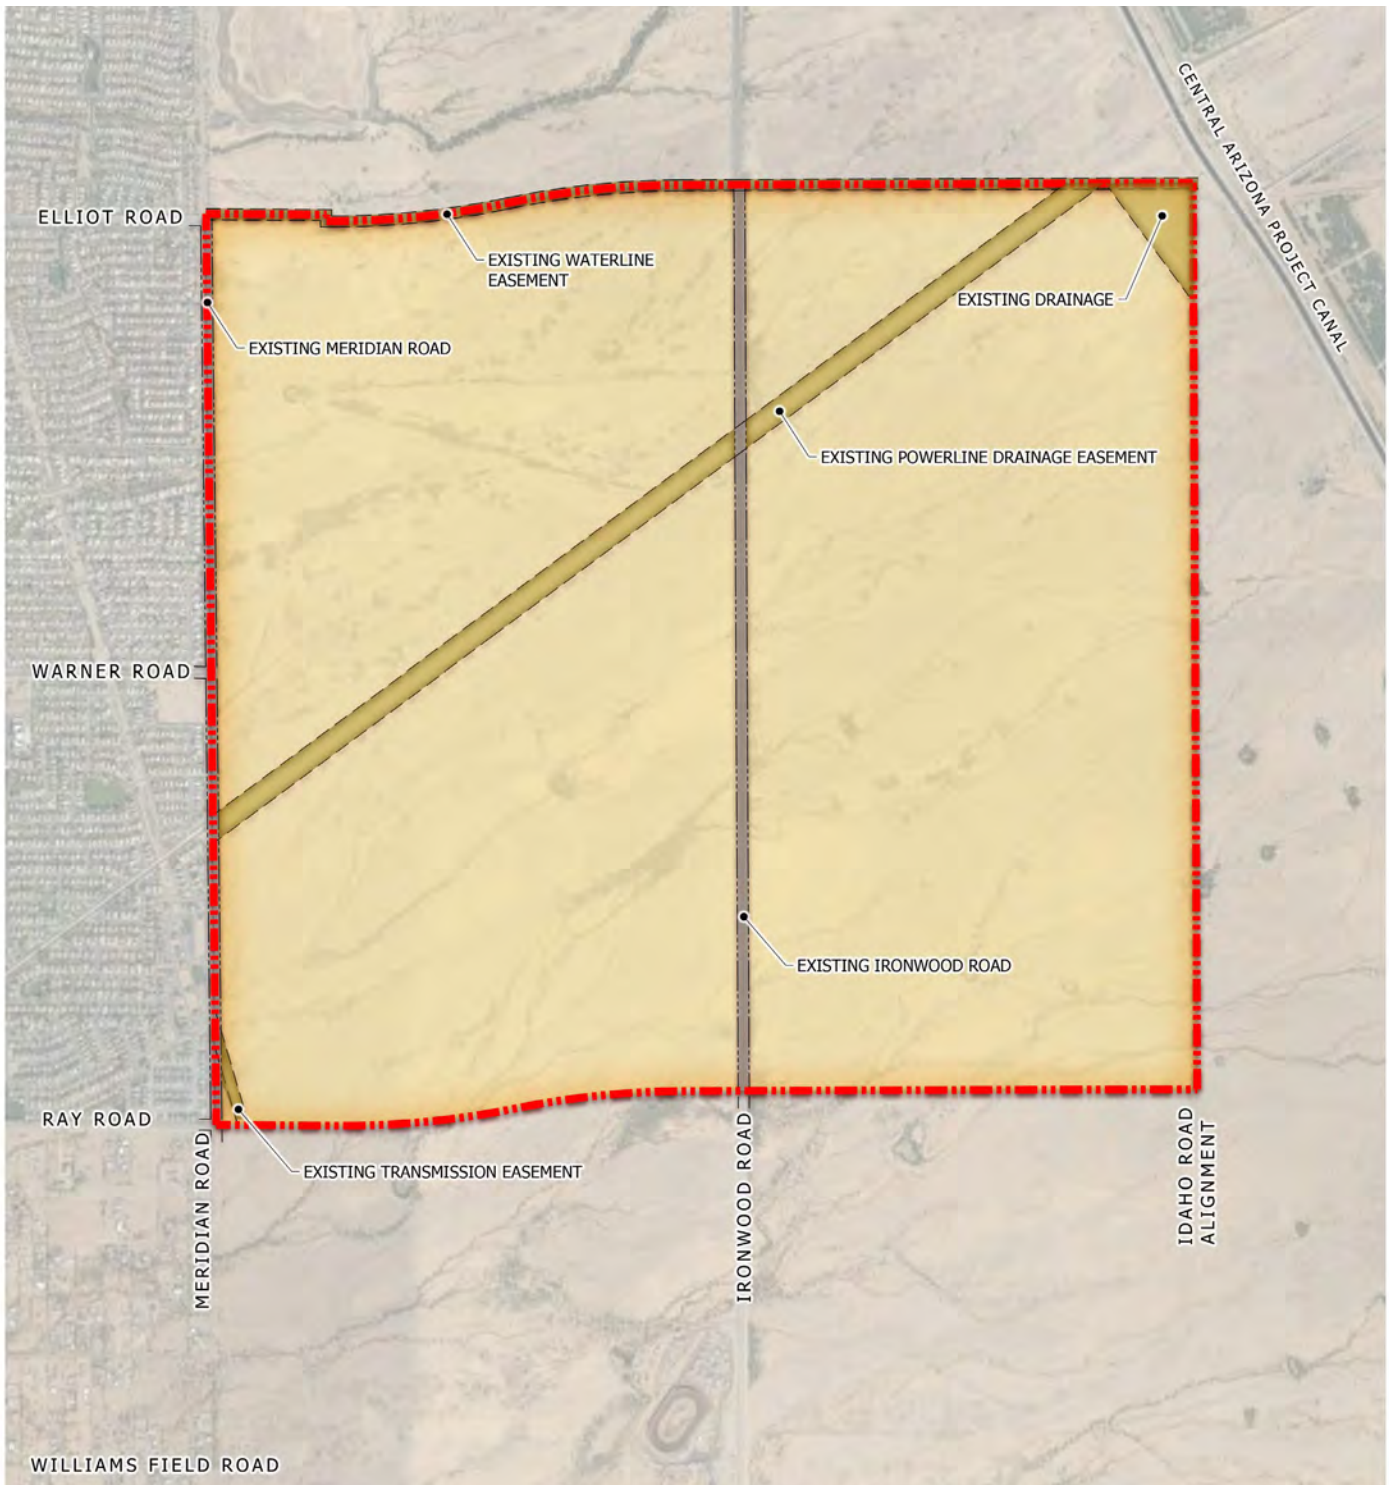 CENTRAL ARIZONA PROJECT CANAL
ELLIOT ROAD
EXISTING WATERLINE
EASEMENT
EXISTING DRAINAGE
EXISTING MERIDIAN ROAD
EXISTING POWERLINE DRAINAGE EASEMENT
WARNER ROAD
EXISTING IRONWOOD ROAD
RAY ROAD
EXISTING TRANSMISSION EASEMENT
MERIDIAN ROAD
IRONWOOD ROAD
IDAHO ROAD
ALIGNMENT
WILLIAMS FIELD ROAD